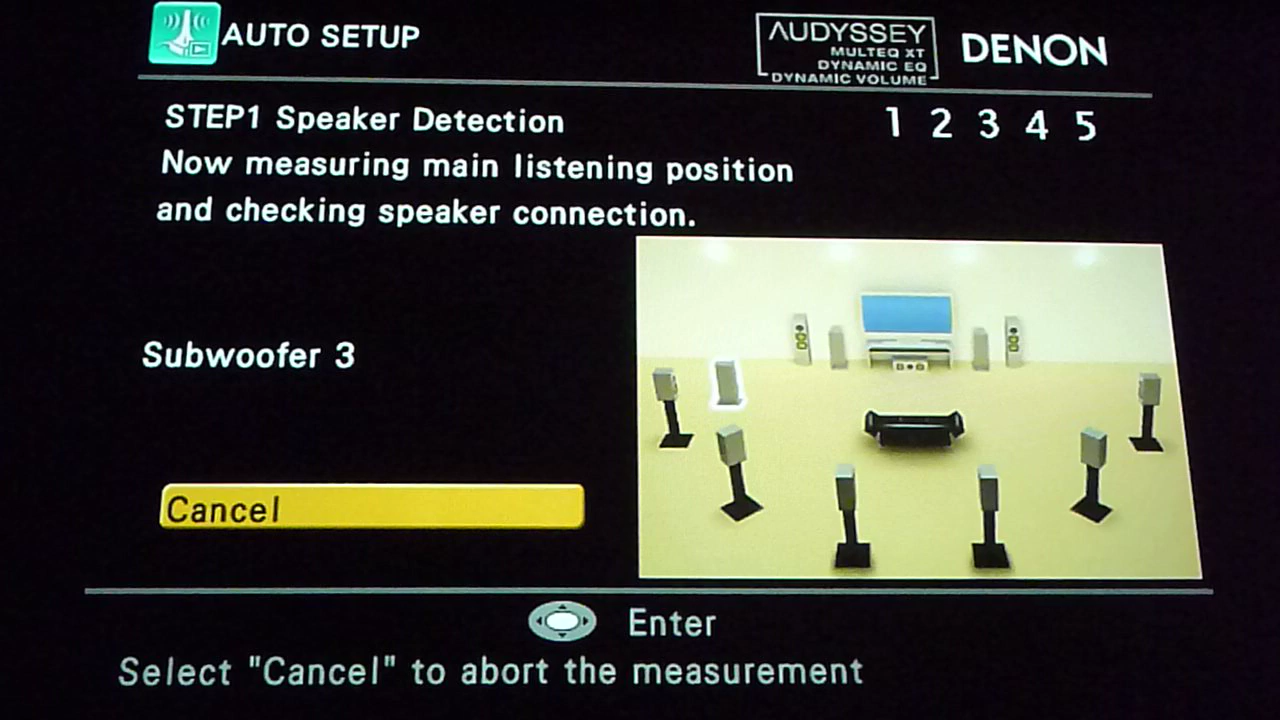 AUTO SETUP
AUDYSSEY
MULTEQ XT
DYNAMIC EQ
DYNAMIC VOLUME
DENON
STEP1 Speaker Detection
1 2 3 4 5
Now measuring main listening position
and checking speaker connection.
Subwoofer 3
Cancel
Enter
Select "Cancel" to abort the measurement